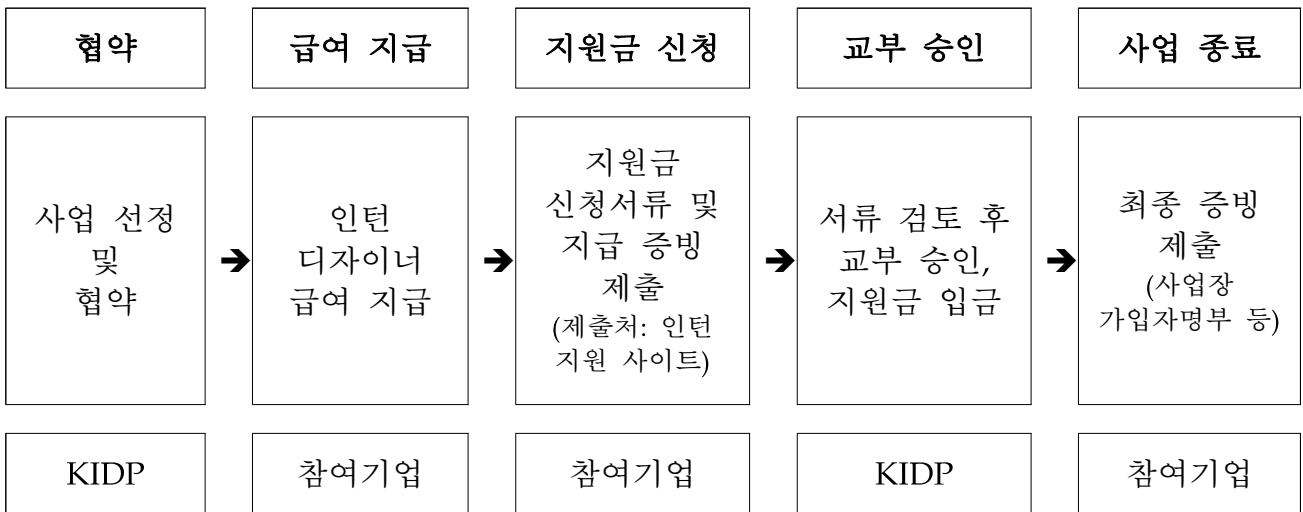 협약
급여 지급
지원금 신청
교부 승인
사업 종료
사업 선정
및
협약
➔
인턴
디자이너
급여 지급
➔
지원금
신청서류 및
지급 증빙
제출
(제출처: 인턴
지원 사이트)
➔
서류 검토 후
교부 승인,
지원금 입금
➔
최종 증빙
제출
(사업장
가입자명부 등)
KIDP
참여기업
참여기업
KIDP
참여기업